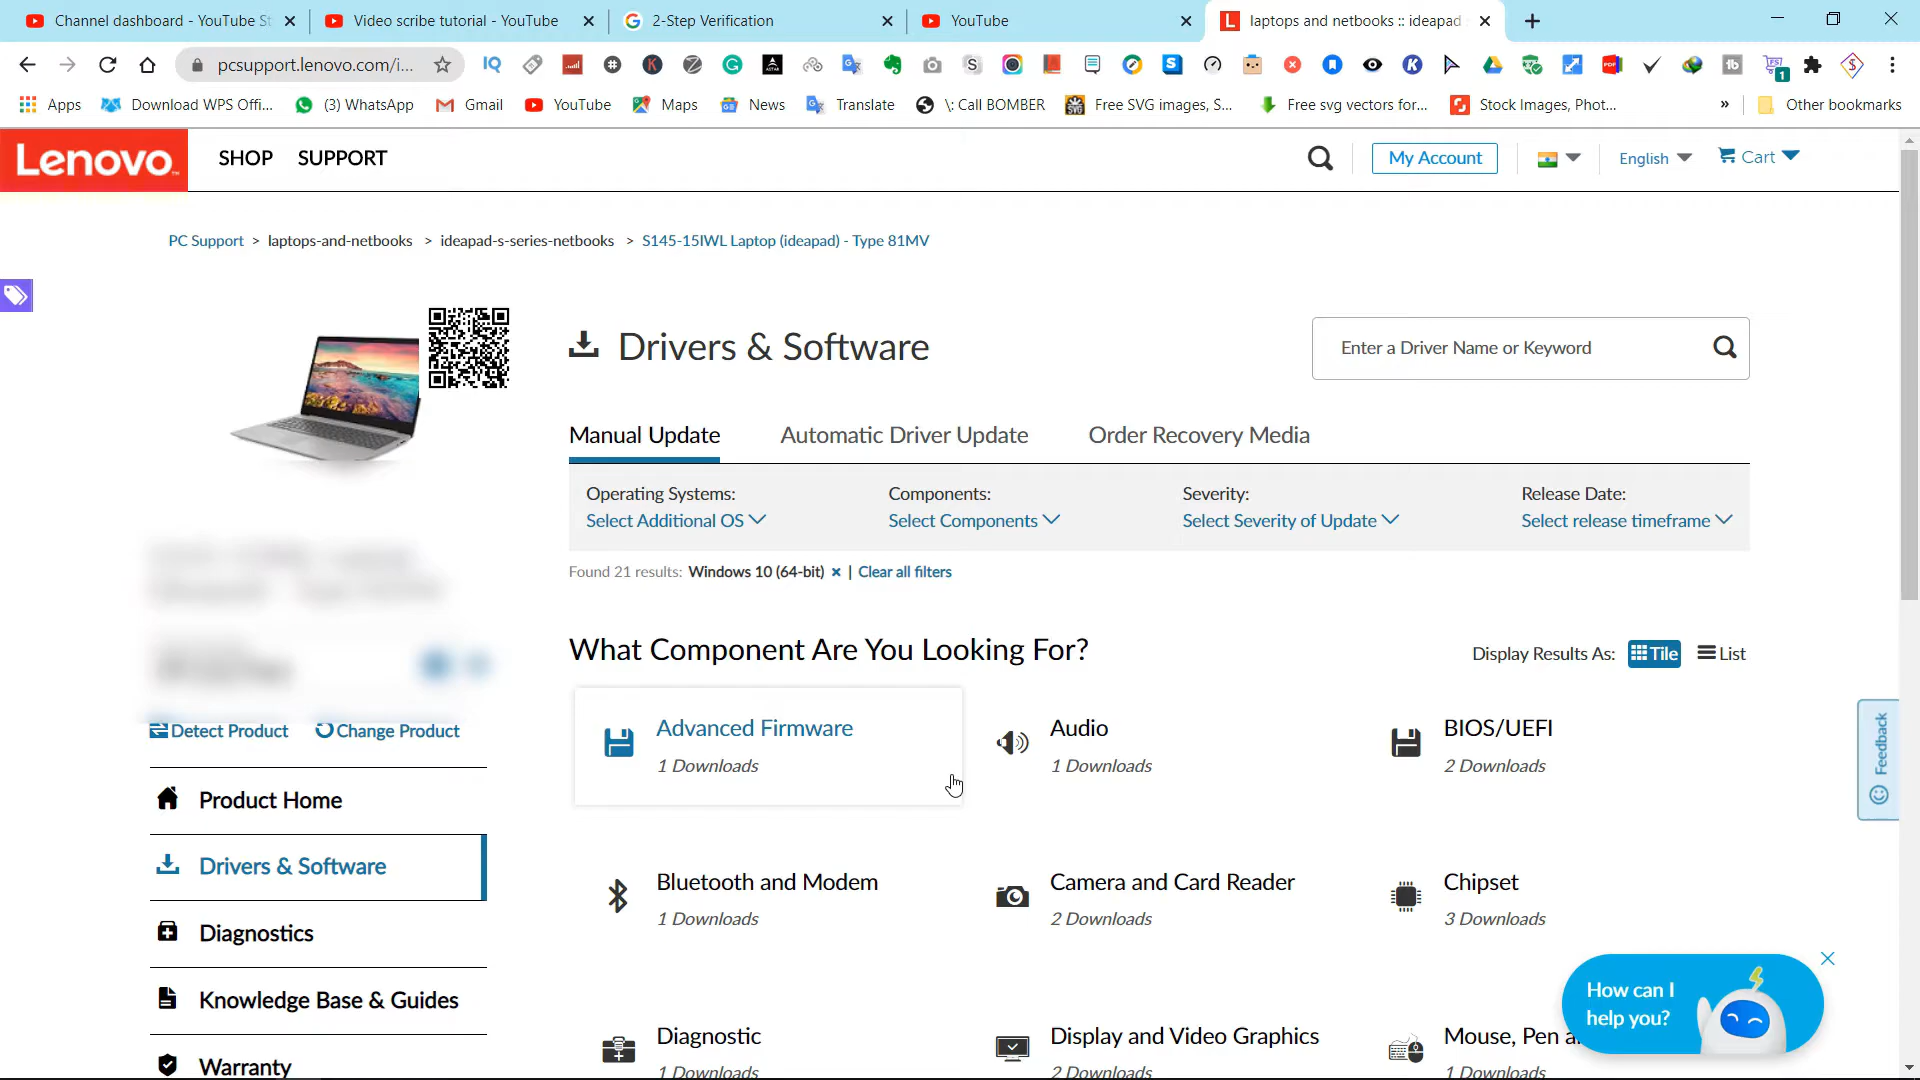 Channel dashboard - YouTube St
Video scribe tutorial - YouTube
2-Step Verification
YouTube
laptops and netbooks :: ideapad
pcsupport.lenovo.com/i...
Apps
Download WPS Offi...
(3) WhatsApp
Gmail
YouTube
Maps
News
Translate
\: Call BOMBER
Free SVG images, S...
Free svg vectors for...
Stock Images, Phot...
»
Other bookmarks
Lenovo
SHOP
SUPPORT
My Account
English
Cart
PC Support > laptops-and-netbooks > ideapad-s-series-netbooks > S145-15IWL Laptop (ideapad) - Type 81MV
Drivers & Software
Enter a Driver Name or Keyword
Manual Update
Automatic Driver Update
Order Recovery Media
Operating Systems:
Select Additional OS
Components:
Select Components
Severity:
Select Severity of Update
Release Date:
Select release timeframe
Found 21 results: Windows 10 (64-bit) × | Clear all filters
What Component Are You Looking For?
Display Results As: Tile List
Advanced Firmware
1 Downloads
Audio
1 Downloads
BIOS/UEFI
2 Downloads
Detect Product
Change Product
Product Home
Drivers & Software
Diagnostics
Knowledge Base & Guides
Warranty
Bluetooth and Modem
1 Downloads
Camera and Card Reader
2 Downloads
Chipset
3 Downloads
Diagnostic
1 Downloads
Display and Video Graphics
2 Downloads
Mouse, Pen a
1 Downloads
Feedback
How can I
help you?